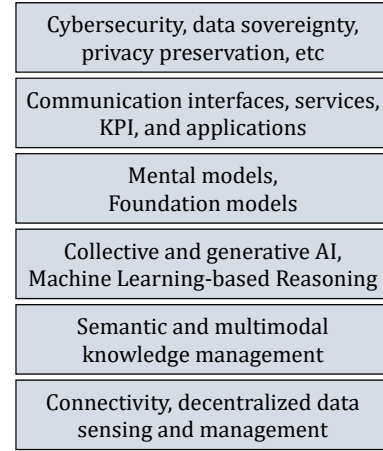 Cybersecurity, data sovereignty,
privacy preservation, etc
Communication interfaces, services,
KPI, and applications
Mental models,
Foundation models
Collective and generative AI,
Machine Learning-based Reasoning
Semantic and multimodal
knowledge management
Connectivity, decentralized data
sensing and management